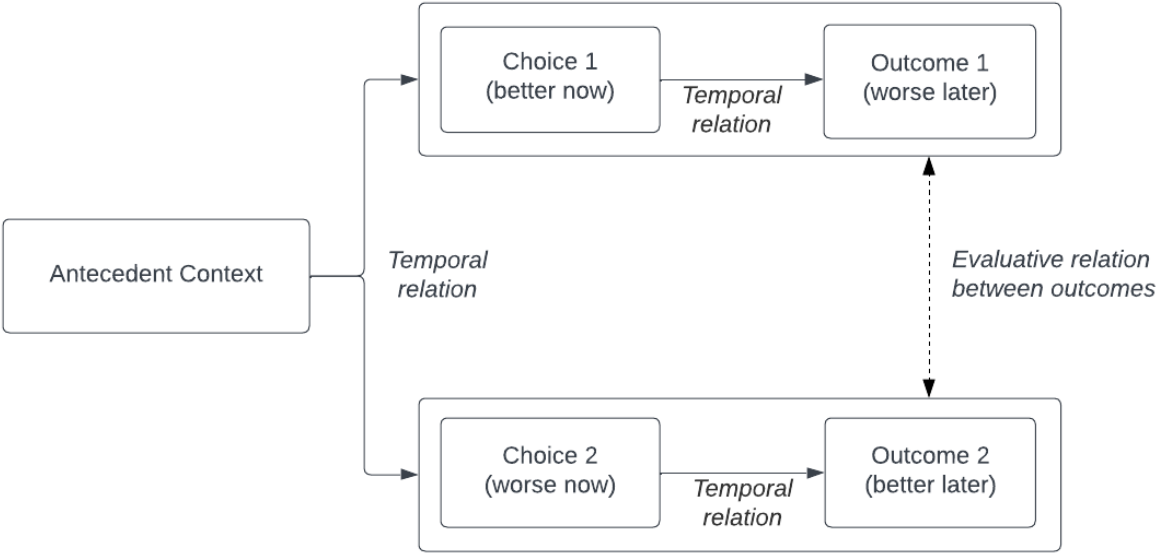 Choice 1
(better now)
Temporal
relation
Outcome 1
(worse later)
Antecedent Context
Temporal
relation
Evaluative relation
between outcomes
Choice 2
(worse now)
Temporal
relation
Outcome 2
(better later)